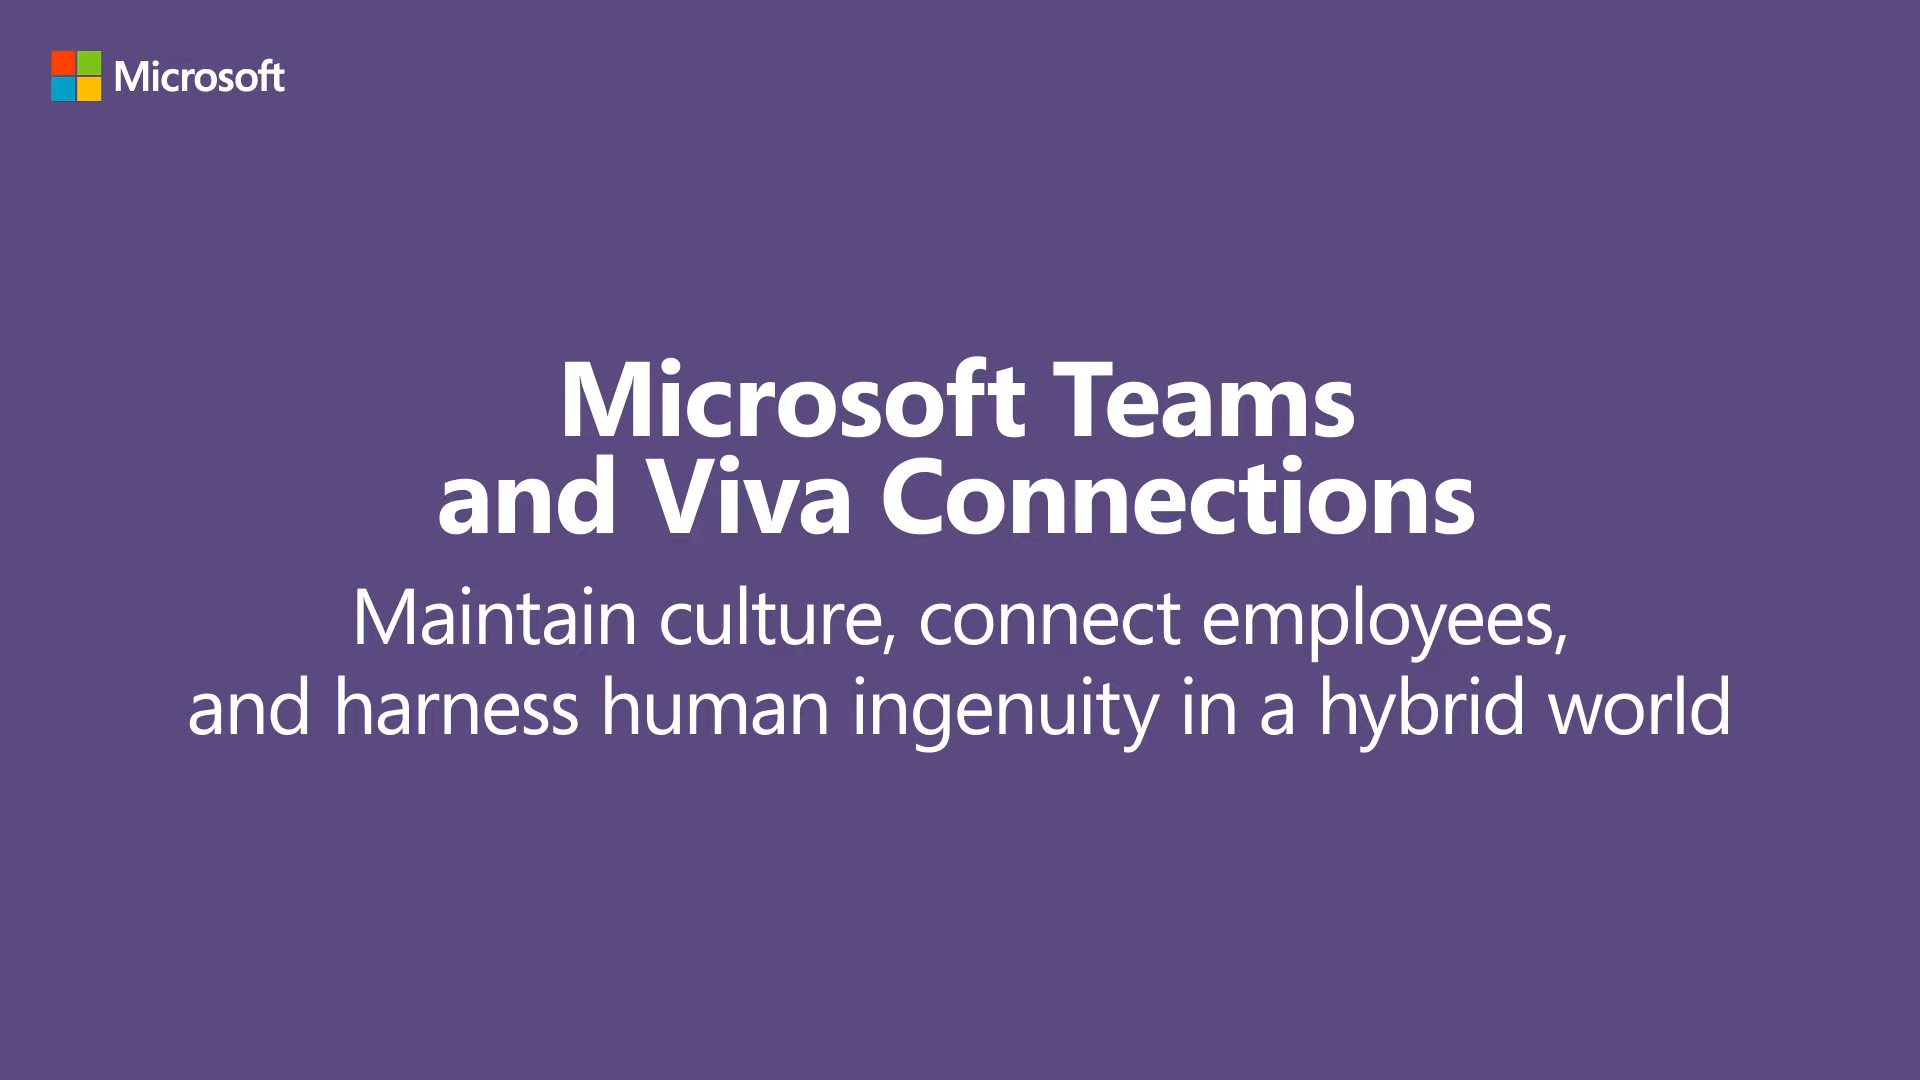 Microsoft
Microsoft Teams
and Viva Connections
Maintain culture, connect employees,
and harness human ingenuity in a hybrid world